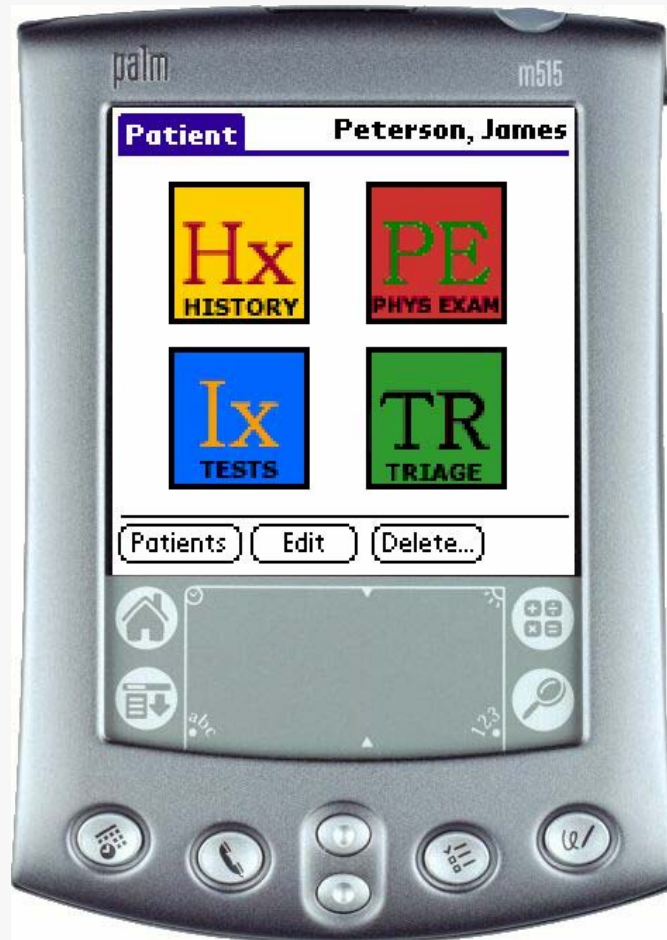 palm
m515
Patient
Peterson, James
Hx
HISTORY
PE
PHYS EXAM
Ix
TESTS
TR
TRIAGE
Patients
Edit
Delete...
abc
123